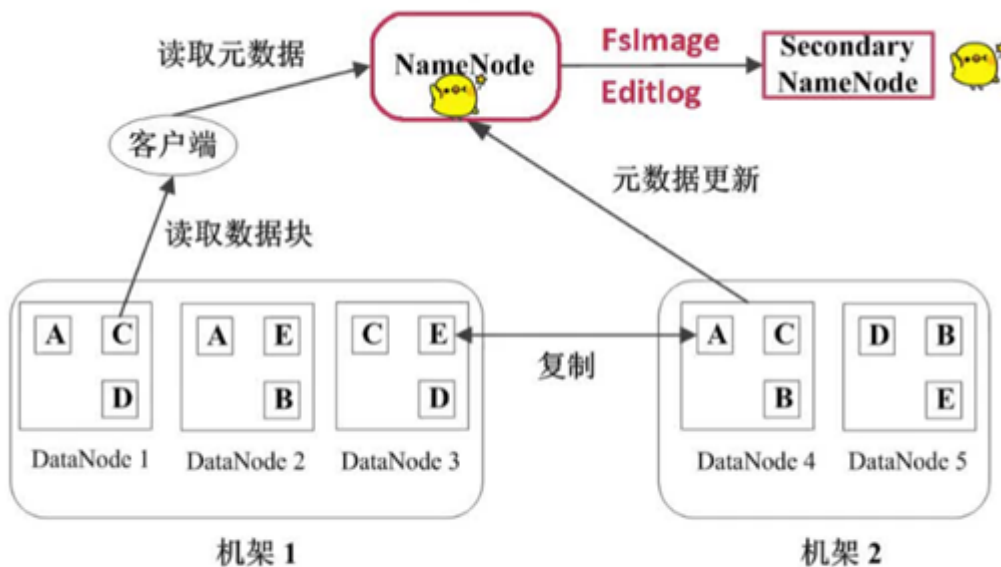 读取元数据
NameNode
FsImage
Editlog
Secondary
NameNode
客户端
元数据更新
读取数据块
A C
D
A E
B
C E
D
复制
A C
B
D B
E
DataNode 1
DataNode 2
DataNode 3
DataNode 4
DataNode 5
机架 1
机架 2